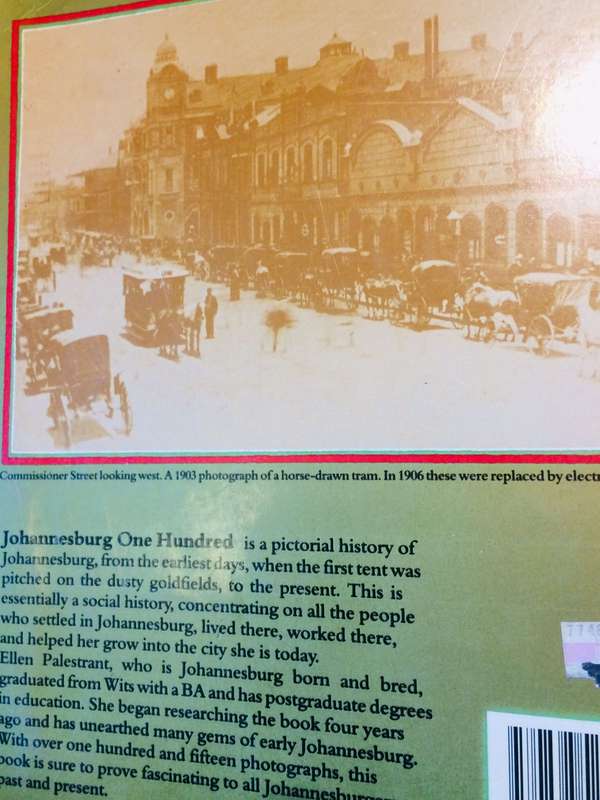 Commissioner Street looking west. A 1903 photograph of a horse-drawn tram. In 1906 these were replaced by electr
Johannesburg One Hundred is a pictorial history of
Johannesburg, from the earliest days, when the first tent was
pitched on the dusty goldfields, to the present. This is
essentially a social history, concentrating on all the people
who settled in Johannesburg, lived there, worked there,
and helped her grow into the city she is today.
Ellen Palestrant, who is Johannesburg born and bred,
graduated from Wits with a BA and has postgraduate degrees
in education. She began researching the book four years
ago and has unearthed many gems of early Johannesburg.
With over one hundred and fifteen photographs, this
book is sure to prove fascinating to all Johannesburgers
past and present.